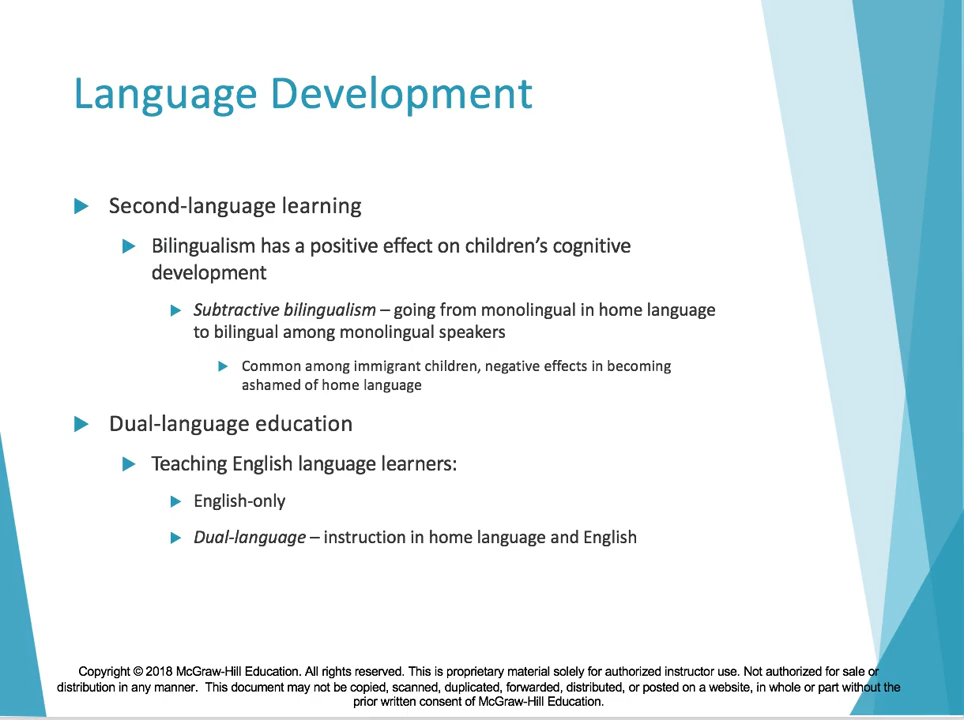 Language Development
Second-language learning
Bilingualism has a positive effect on children’s cognitive
development
Subtractive bilingualism – going from monolingual in home language
to bilingual among monolingual speakers
Common among immigrant children, negative effects in becoming
ashamed of home language
Dual-language education
Teaching English language learners:
English-only
Dual-language – instruction in home language and English
Copyright © 2018 McGraw-Hill Education. All rights reserved. This is proprietary material solely for authorized instructor use. Not authorized for sale or
distribution in any manner. This document may not be copied, scanned, duplicated, forwarded, distributed, or posted on a website, in whole or part without the
prior written consent of McGraw-Hill Education.